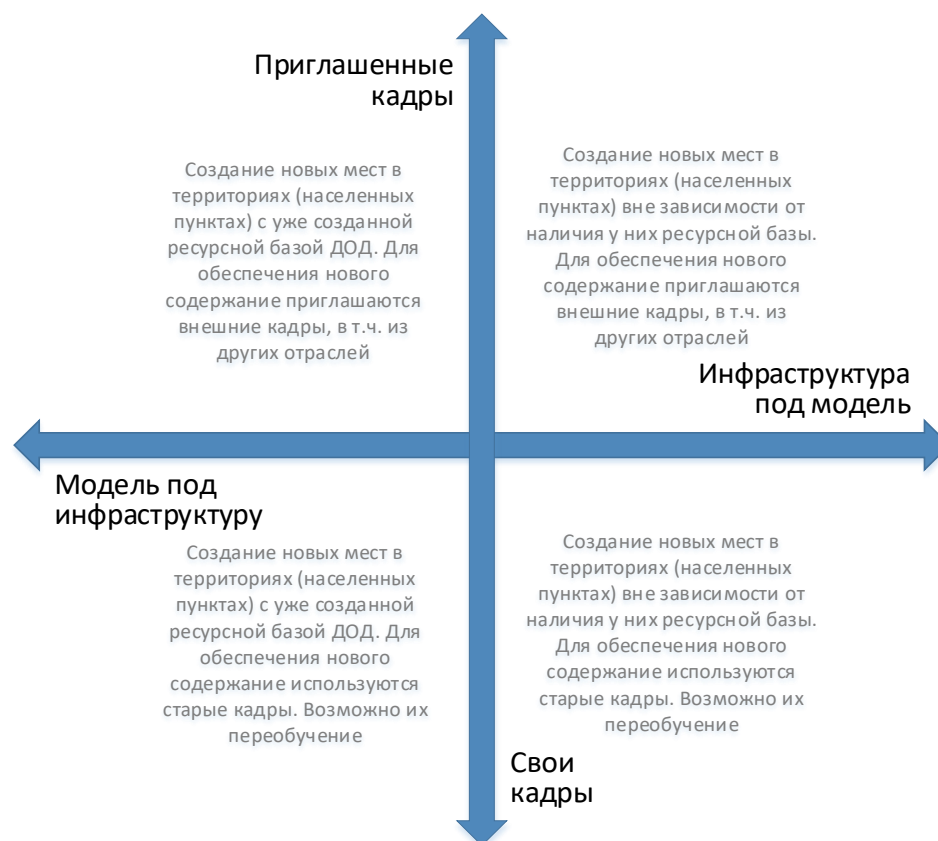 Приглашенные
кадры
Создание новых мест в
территориях (населенных
пунктах) с уже созданной
ресурсной базой ДОД. Для
обеспечения нового
содержание приглашаются
внешние кадры, в т.ч. из
других отраслей
Создание новых мест в
территориях (населенных
пунктах) вне зависимости от
наличия у них ресурсной базы.
Для обеспечения нового
содержание приглашаются
внешние кадры, в т.ч. из
других отраслей
Инфраструктура
под модель
Модель под
инфраструктуру
Создание новых мест в
территориях (населенных
пунктах) с уже созданной
ресурсной базой ДОД. Для
обеспечения нового
содержание используются
старые кадры. Возможно их
переобучение
Создание новых мест в
территориях (населенных
пунктах) вне зависимости от
наличия у них ресурсной базы.
Для обеспечения нового
содержание используются
старые кадры. Возможно их
переобучение
Свои
кадры